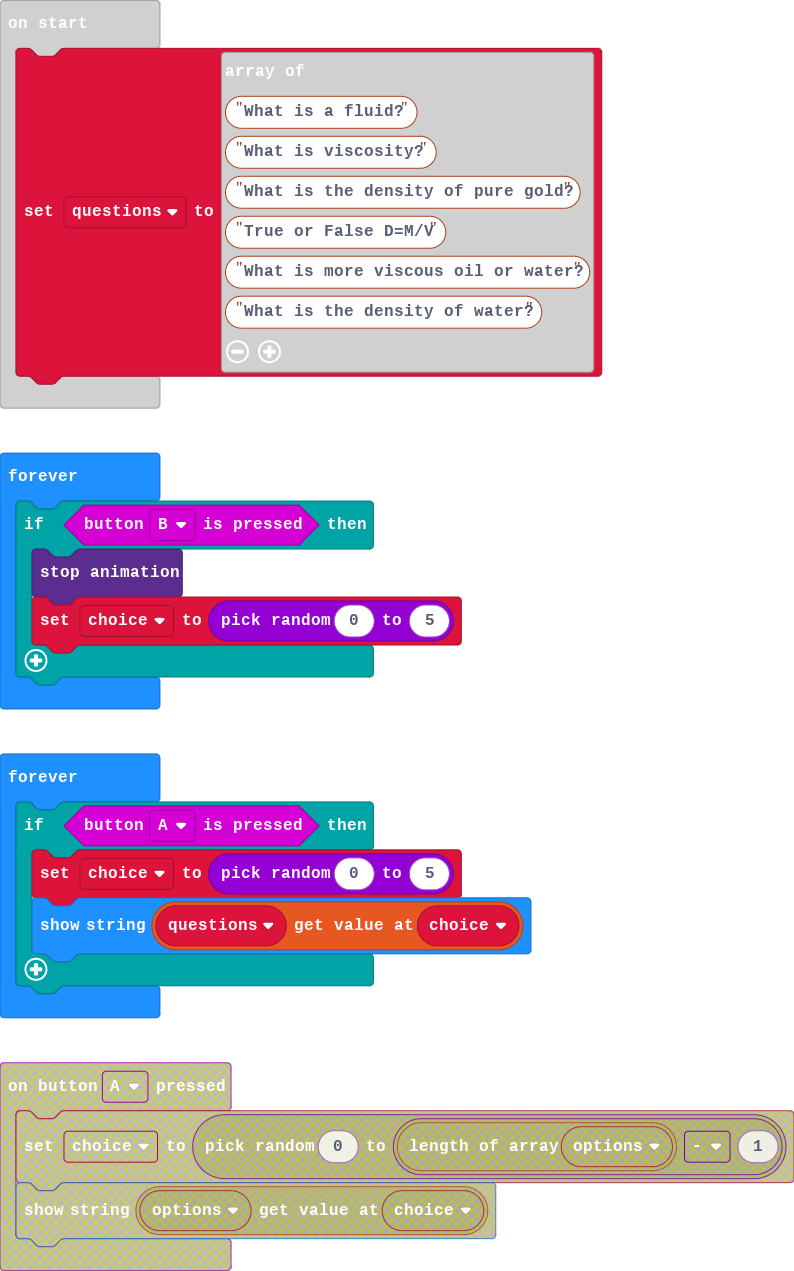 on start
array of
"What is a fluid?"
"What is viscosity?"
"What is the density of pure gold?"
set questions to
"True or False D=M/V"
"What is more viscous oil or water?"
"What is the density of water?"
forever
if button B is pressed then
stop animation
set choice to pick random 0 to 5
forever
if button A is pressed then
set choice to pick random 0 to 5
show string questions get value at choice
on button A pressed
set choice to pick random 0 to length of array options - 1
show string options get value at choice